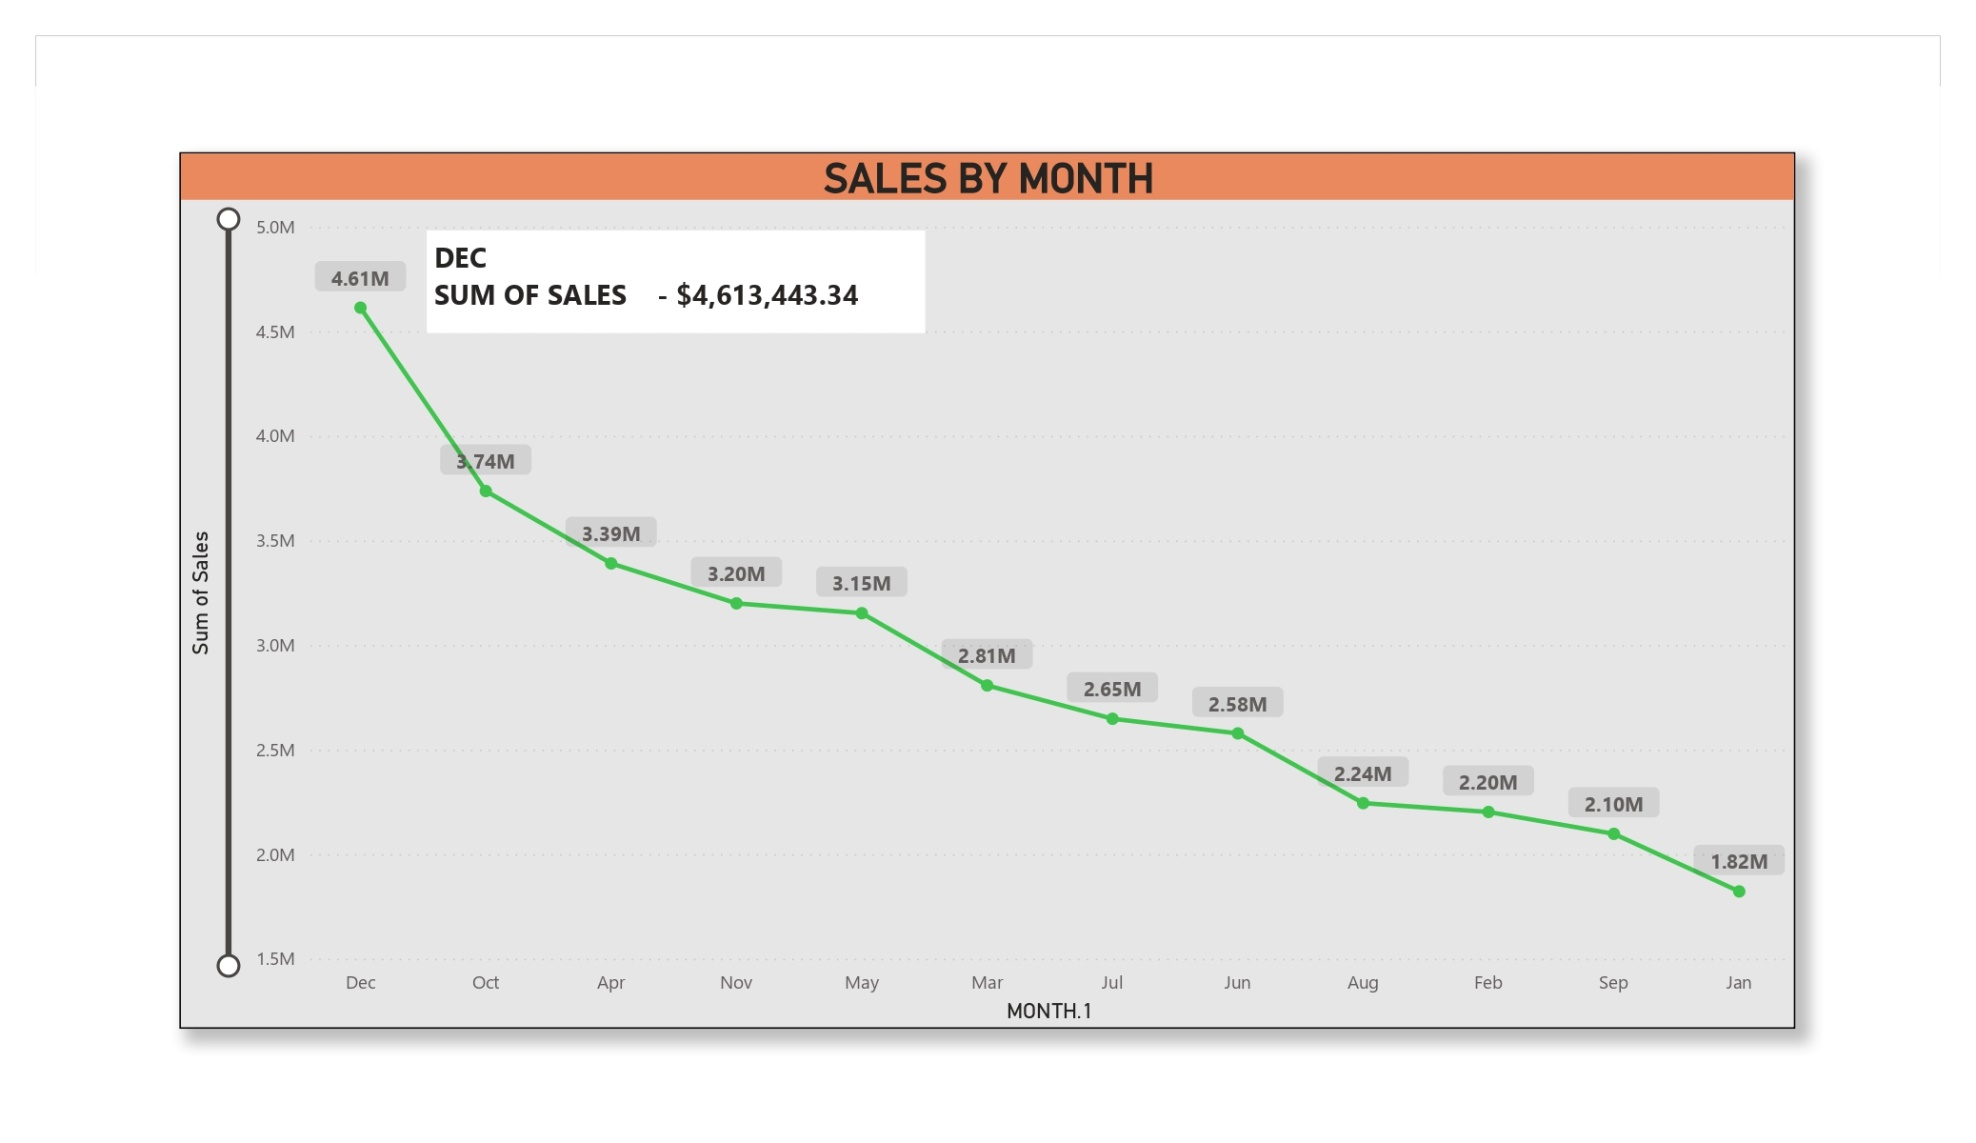 SALES BY MONTH
5.0M
4.5M
4.0M
3.5M
3.0M
2.5M
2.0M
1.5M
Sum of Sales
DEC
SUM OF SALES - $4,613,443.34
4.61M
3.74M
3.39M
3.20M
3.15M
2.81M
2.65M
2.58M
2.24M
2.20M
2.10M
1.82M
Dec Oct Apr Nov May Mar Jul Jun Aug Feb Sep Jan
MONTH.1